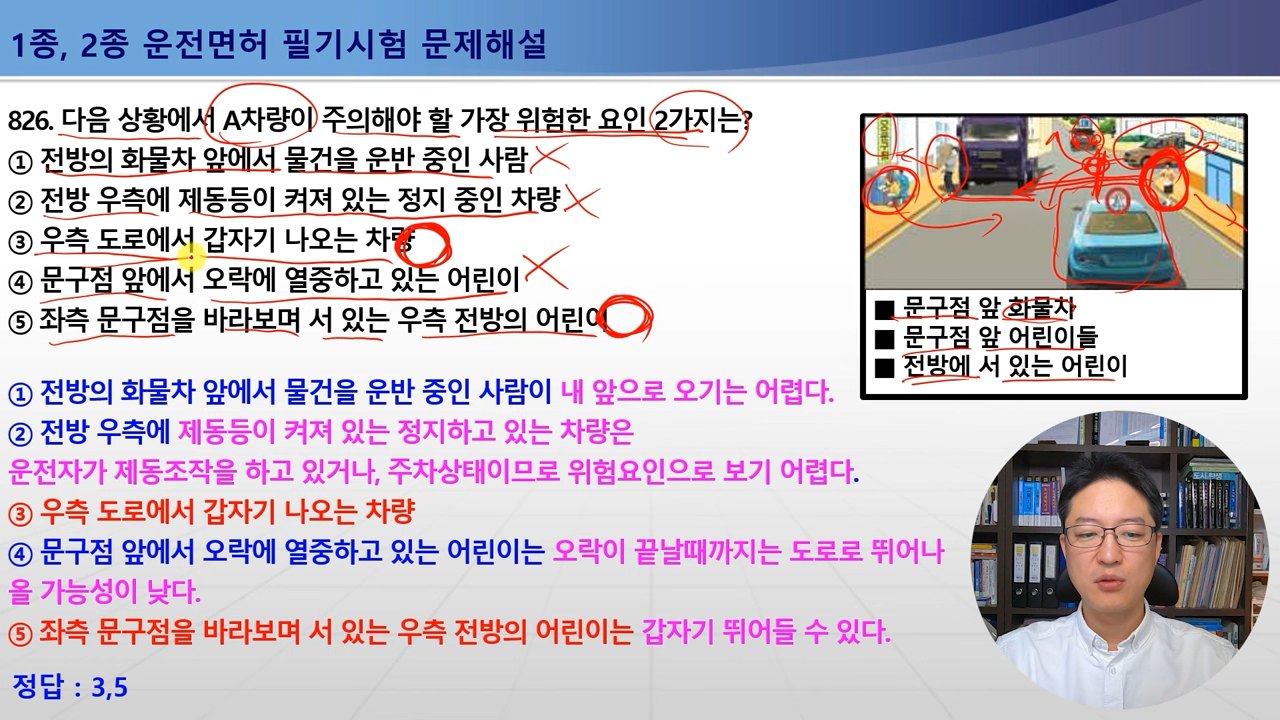 1종, 2종 운전면허 필기시험 문제해설
826. 다음 상황에서 A차량이 주의해야 할 가장 위험한 요인 2가지는?
① 전방의 화물차 앞에서 물건을 운반 중인 사람
② 전방 우측에 제동등이 켜져 있는 정지 중인 차량
③ 우측 도로에서 갑자기 나오는 차량
④ 문구점 앞에서 오락에 열중하고 있는 어린이
⑤ 좌측 문구점을 바라보며 서 있는 우측 전방의 어린이
■ 문구점 앞 화물차
■ 문구점 앞 어린이들
■ 전방에 서 있는 어린이
① 전방의 화물차 앞에서 물건을 운반 중인 사람이 내 앞으로 오기는 어렵다.
② 전방 우측에 제동등이 켜져 있는 정지하고 있는 차량은
운전자가 제동조작을 하고 있거나, 주차상태이므로 위험요인으로 보기 어렵다.
③ 우측 도로에서 갑자기 나오는 차량
④ 문구점 앞에서 오락에 열중하고 있는 어린이는 오락이 끝날때까지는 도로로 뛰어나
올 가능성이 낮다.
⑤ 좌측 문구점을 바라보며 서 있는 우측 전방의 어린이는 갑자기 뛰어들 수 있다.
정답 : 3,5